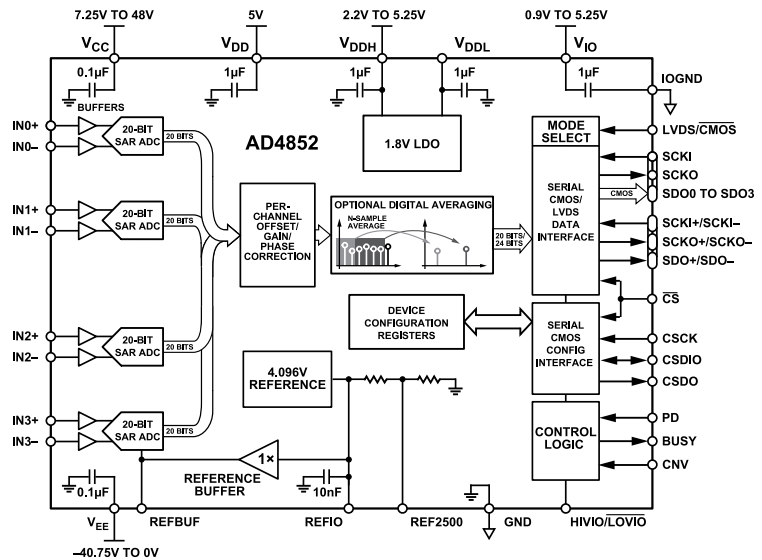 7.25V TO 48V
5V
2.2V TO 5.25V
0.9V TO 5.25V
VCC
VDD
VDDH
VDDL
VIO
0.1µF
1µF
1µF
1µF
1µF
IOGND
BUFFERS
IN0+
IN0–
20-BIT
SAR ADC
20 BITS
AD4852
1.8V LDO
MODE
SELECT
LVDS/CMOS
SCKI
SCKO
CMOS
SDO0 TO SDO3
IN1+
IN1–
20-BIT
SAR ADC
20 BITS
PER-
CHANNEL
OFFSET/
GAIN/
PHASE
CORRECTION
OPTIONAL DIGITAL AVERAGING
N-SAMPLE
AVERAGE
20 BITS/
24 BITS
SERIAL
CMOS/
LVDS
DATA
INTERFACE
SCKI+/SCKI–
SCKO+/SCKO–
SDO+/SDO–
CS
IN2+
IN2–
20-BIT
SAR ADC
20 BITS
DEVICE
CONFIGURATION
REGISTERS
SERIAL
CMOS
CONFIG
INTERFACE
CSCK
CSDIO
CSDO
4.096V
REFERENCE
IN3+
IN3–
20-BIT
SAR ADC
20 BITS
CONTROL
LOGIC
PD
BUSY
CNV
1×
REFERENCE
BUFFER
0.1µF
10nF
VEE
REFBUF
REFIO
REF2500
GND
HIVIO/LOVIO
–40.75V TO 0V